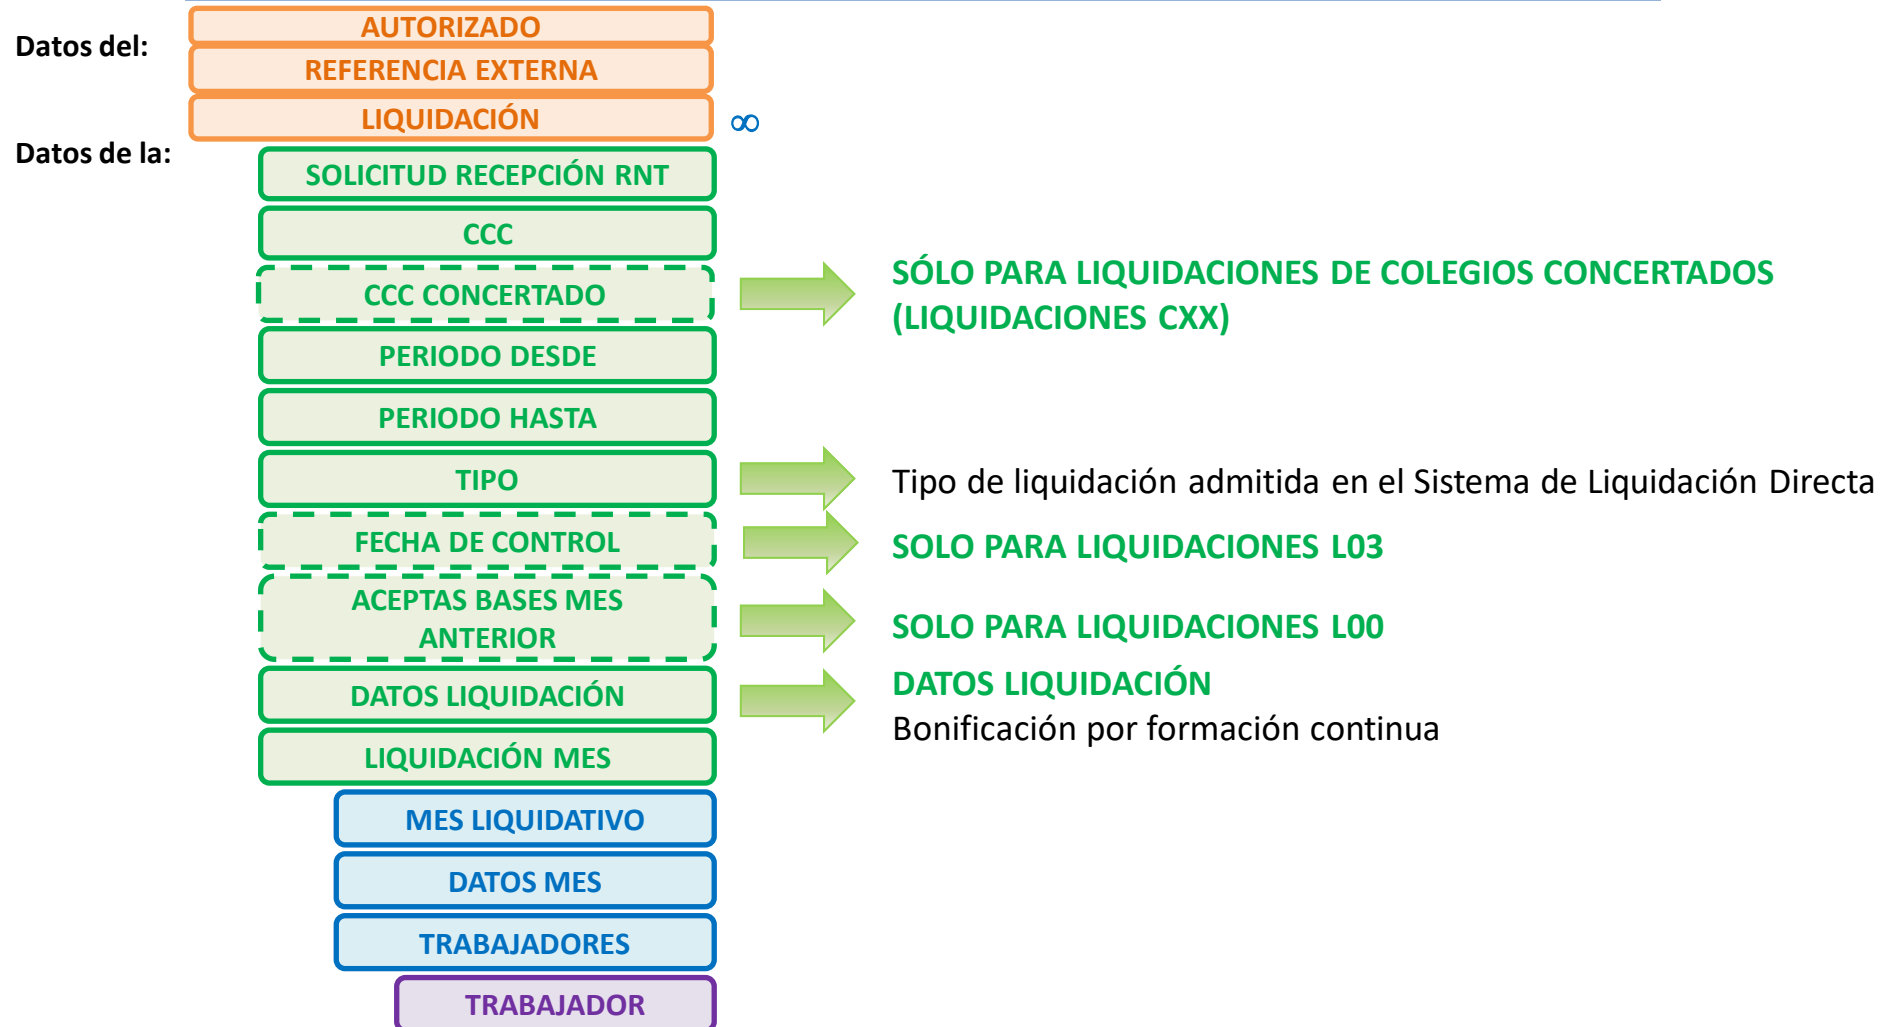 Datos del:
AUTORIZADO
REFERENCIA EXTERNA
LIQUIDACIÓN
∞
Datos de la:
SOLICITUD RECEPCIÓN RNT
CCC
CCC CONCERTADO
SÓLO PARA LIQUIDACIONES DE COLEGIOS CONCERTADOS
(LIQUIDACIONES CXX)
PERIODO DESDE
PERIODO HASTA
TIPO
Tipo de liquidación admitida en el Sistema de Liquidación Directa
FECHA DE CONTROL
SOLO PARA LIQUIDACIONES L03
ACEPTAS BASES MES
ANTERIOR
SOLO PARA LIQUIDACIONES L00
DATOS LIQUIDACIÓN
DATOS LIQUIDACIÓN
Bonificación por formación continua
LIQUIDACIÓN MES
MES LIQUIDATIVO
DATOS MES
TRABAJADORES
TRABAJADOR